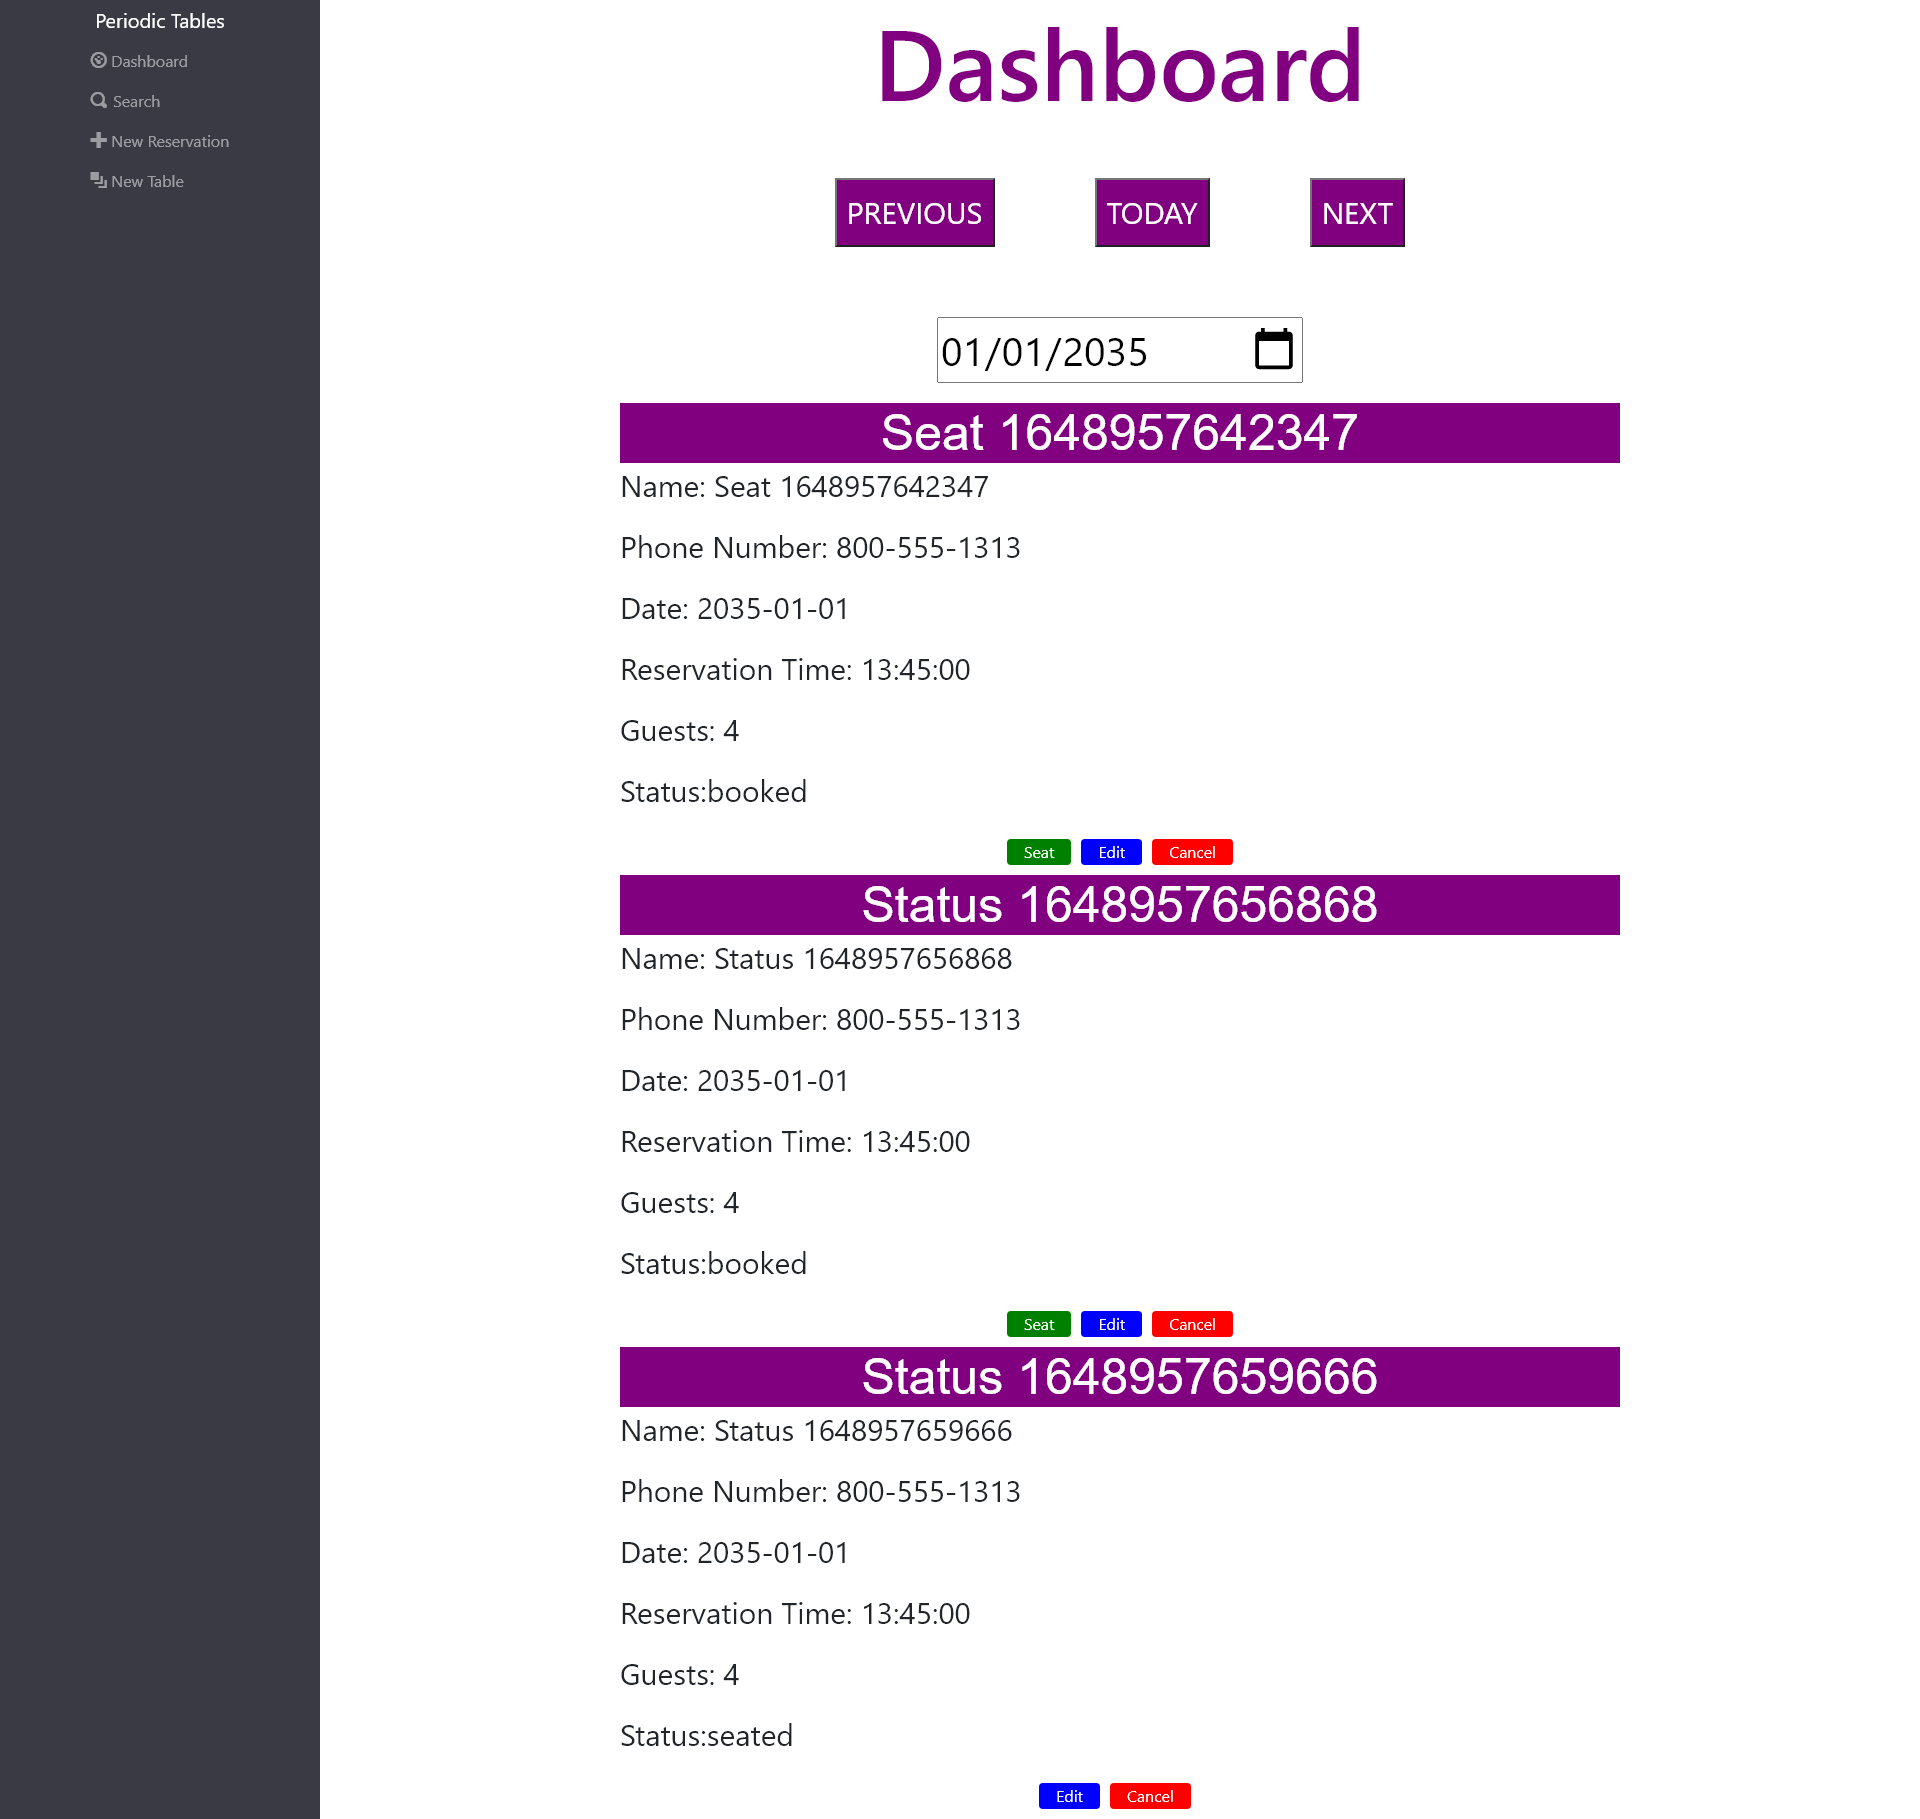 Periodic Tables
Dashboard
Search
New Reservation
New Table
Dashboard
PREVIOUS TODAY NEXT
01/01/2035
Seat 1648957642347
Name: Seat 1648957642347
Phone Number: 800-555-1313
Date: 2035-01-01
Reservation Time: 13:45:00
Guests: 4
Status:booked
Seat Edit Cancel
Status 1648957656868
Name: Status 1648957656868
Phone Number: 800-555-1313
Date: 2035-01-01
Reservation Time: 13:45:00
Guests: 4
Status:booked
Seat Edit Cancel
Status 1648957659666
Name: Status 1648957659666
Phone Number: 800-555-1313
Date: 2035-01-01
Reservation Time: 13:45:00
Guests: 4
Status:seated
Edit Cancel